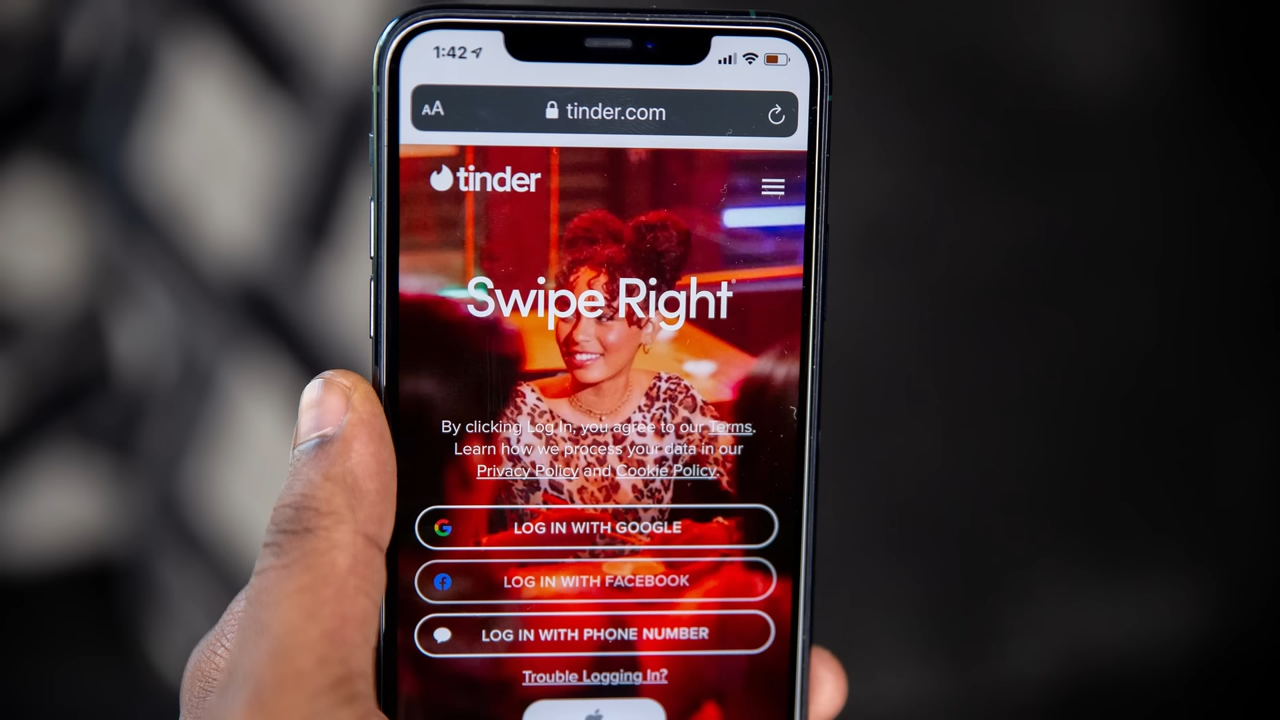 1:42
AA tinder.com
tinder
Swipe Right
By clicking Log In, you agree to our Terms.
Learn how we process your data in our
Privacy Policy and Cookie Policy.
LOG IN WITH GOOGLE
LOG IN WITH FACEBOOK
LOG IN WITH PHONE NUMBER
Trouble Logging In?